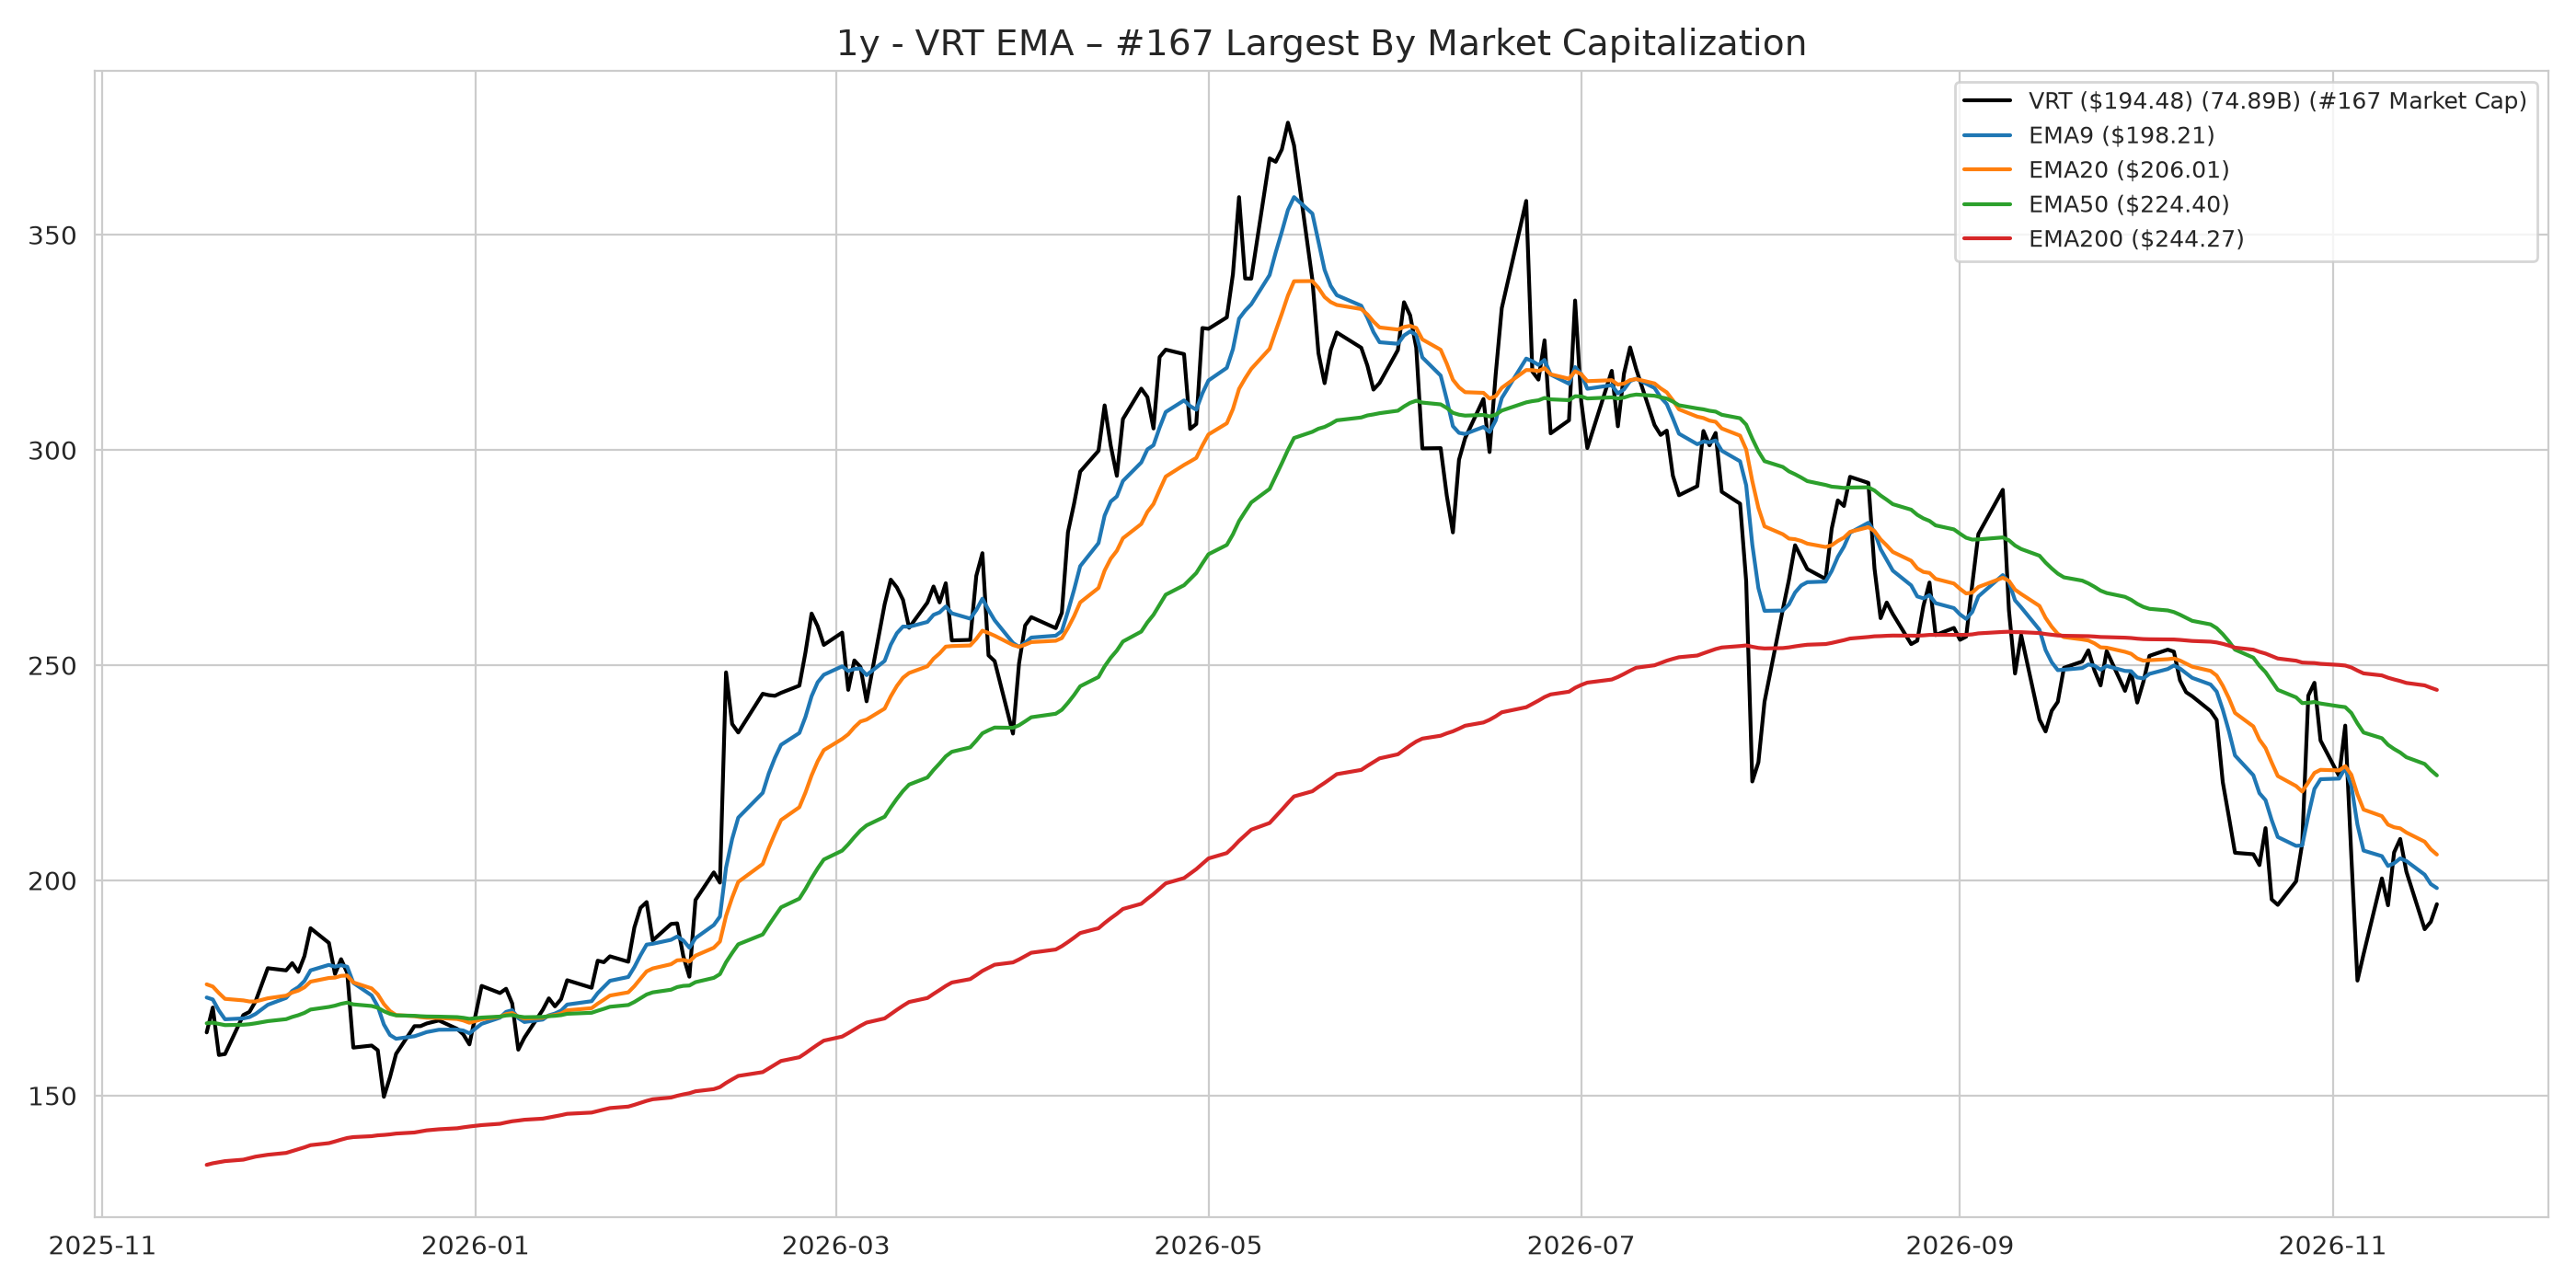 1y - VRT EMA – #167 Largest By Market Capitalization
VRT ($194.48) (74.89B) (#167 Market Cap)
EMA9 ($198.21)
EMA20 ($206.01)
EMA50 ($224.40)
EMA200 ($244.27)
350
300
250
200
150
2025-11
2026-01
2026-03
2026-05
2026-07
2026-09
2026-11